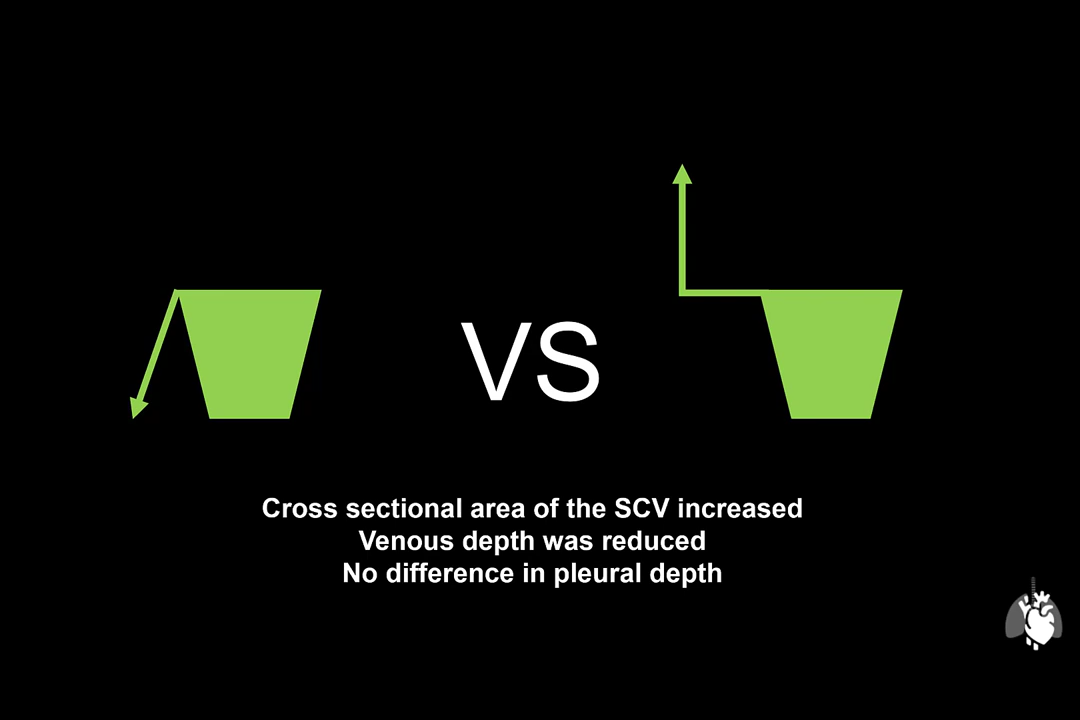 VS
Cross sectional area of the SCV increased
Venous depth was reduced
No difference in pleural depth